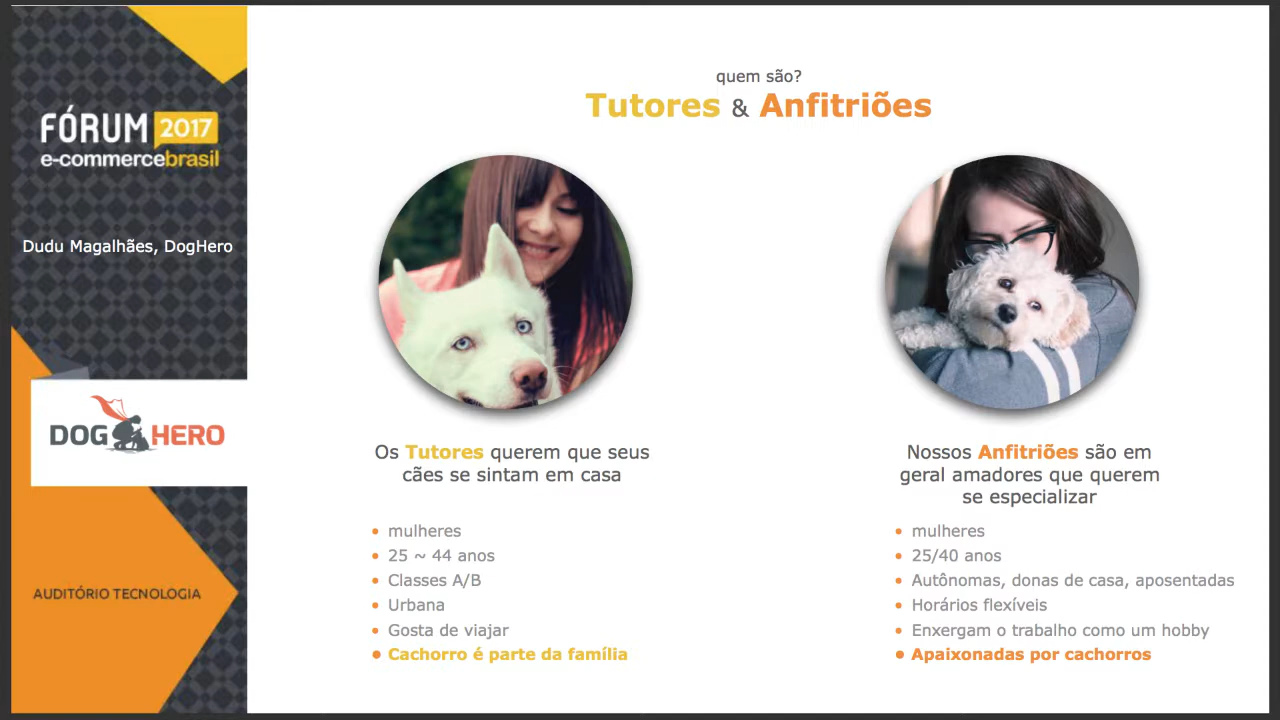 FÓRUM 2017
e-commercebrasil
Dudu Magalhães, DogHero
DOG HERO
AUDITÓRIO TECNOLOGIA
quem são?
Tutores & Anfitriões
Os Tutores querem que seus
cães se sintam em casa
mulheres
25 ~ 44 anos
Classes A/B
Urbana
Gosta de viajar
Cachorro é parte da família
Nossos Anfitriões são em
geral amadores que querem
se especializar
mulheres
25/40 anos
Autônomas, donas de casa, aposentadas
Horários flexíveis
Enxergam o trabalho como um hobby
Apaixonadas por cachorros